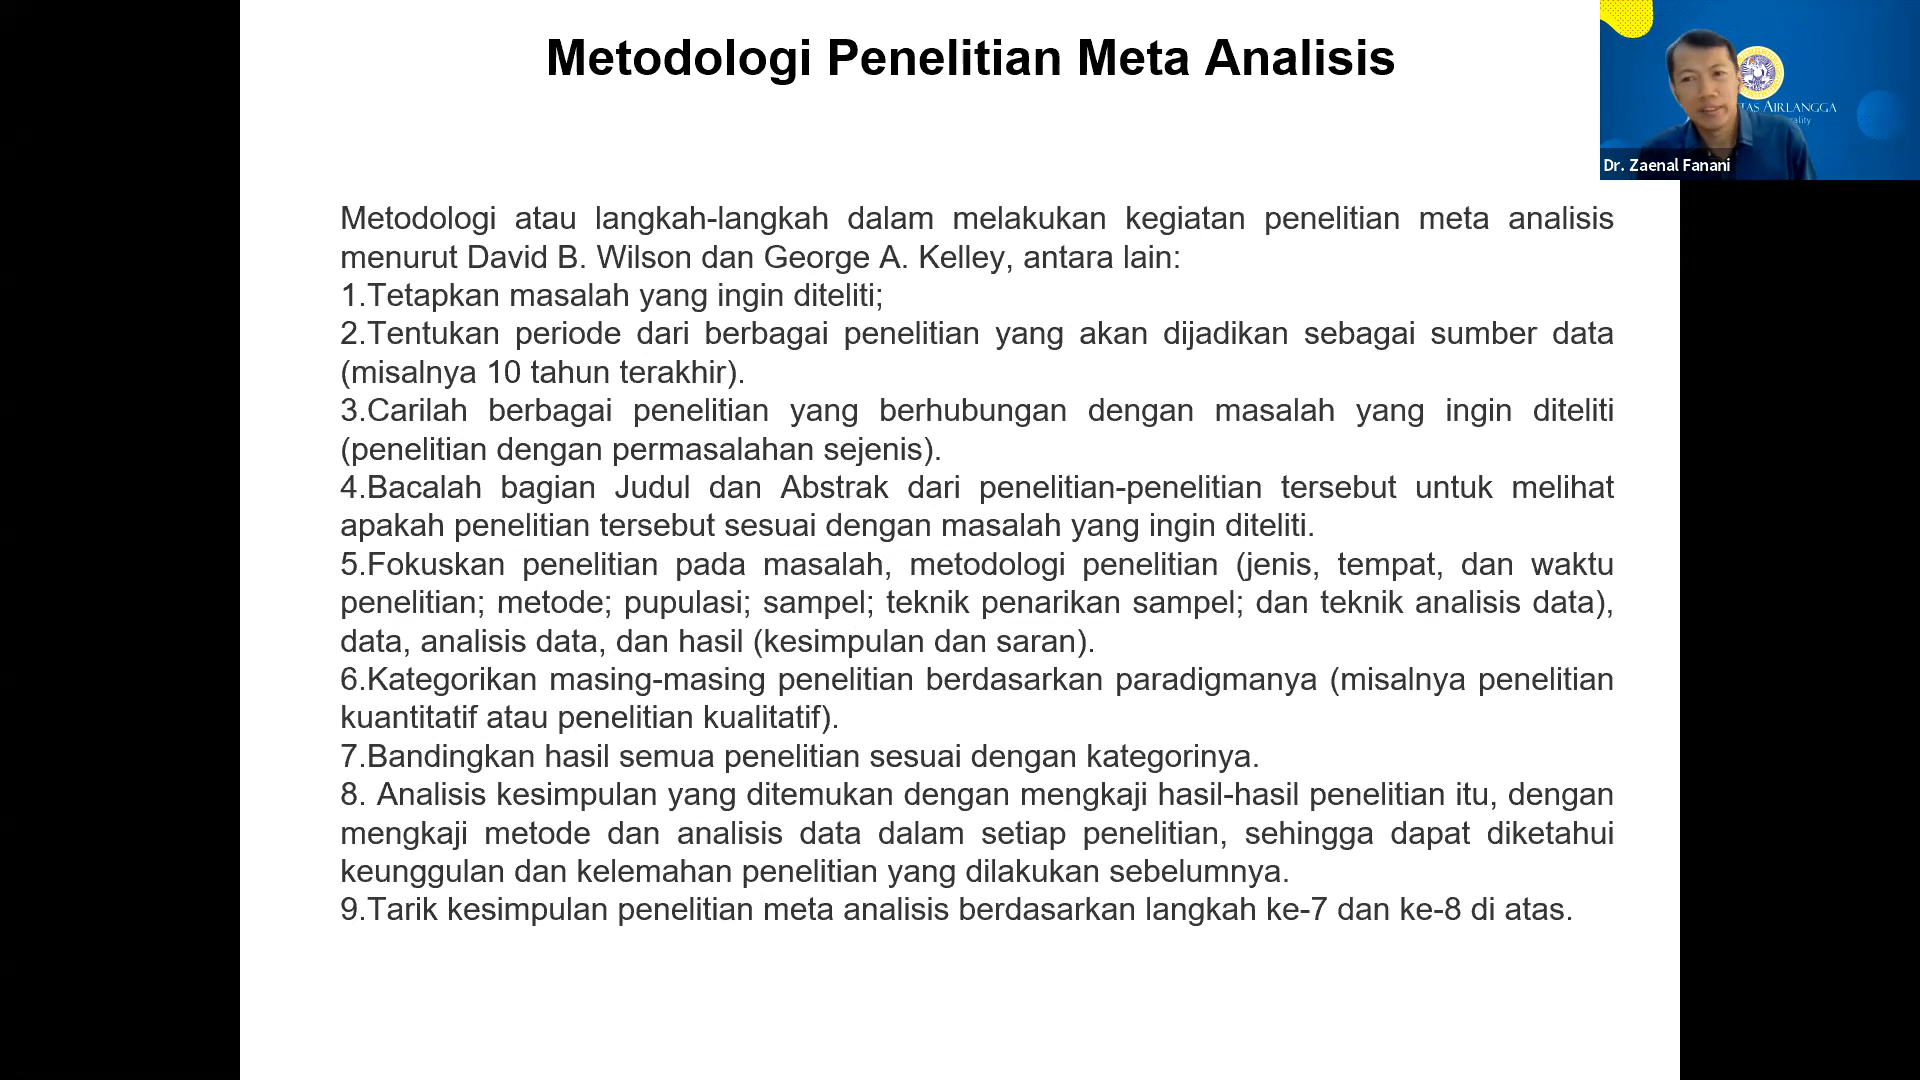 Metodologi Penelitian Meta Analisis
TAS AIRLANGGA
ality
Dr. Zaenal Fanani
Metodologi atau langkah-langkah dalam melakukan kegiatan penelitian meta analisis
menurut David B. Wilson dan George A. Kelley, antara lain:
1.Tetapkan masalah yang ingin diteliti;
2.Tentukan periode dari berbagai penelitian yang akan dijadikan sebagai sumber data
(misalnya 10 tahun terakhir).
3.Carilah berbagai penelitian yang berhubungan dengan masalah yang ingin diteliti
(penelitian dengan permasalahan sejenis).
4.Bacalah bagian Judul dan Abstrak dari penelitian-penelitian tersebut untuk melihat
apakah penelitian tersebut sesuai dengan masalah yang ingin diteliti.
5.Fokuskan penelitian pada masalah, metodologi penelitian (jenis, tempat, dan waktu
penelitian; metode; pupulasi; sampel; teknik penarikan sampel; dan teknik analisis data),
data, analisis data, dan hasil (kesimpulan dan saran).
6.Kategorikan masing-masing penelitian berdasarkan paradigmanya (misalnya penelitian
kuantitatif atau penelitian kualitatif).
7.Bandingkan hasil semua penelitian sesuai dengan kategorinya.
8. Analisis kesimpulan yang ditemukan dengan mengkaji hasil-hasil penelitian itu, dengan
mengkaji metode dan analisis data dalam setiap penelitian, sehingga dapat diketahui
keunggulan dan kelemahan penelitian yang dilakukan sebelumnya.
9.Tarik kesimpulan penelitian meta analisis berdasarkan langkah ke-7 dan ke-8 di atas.